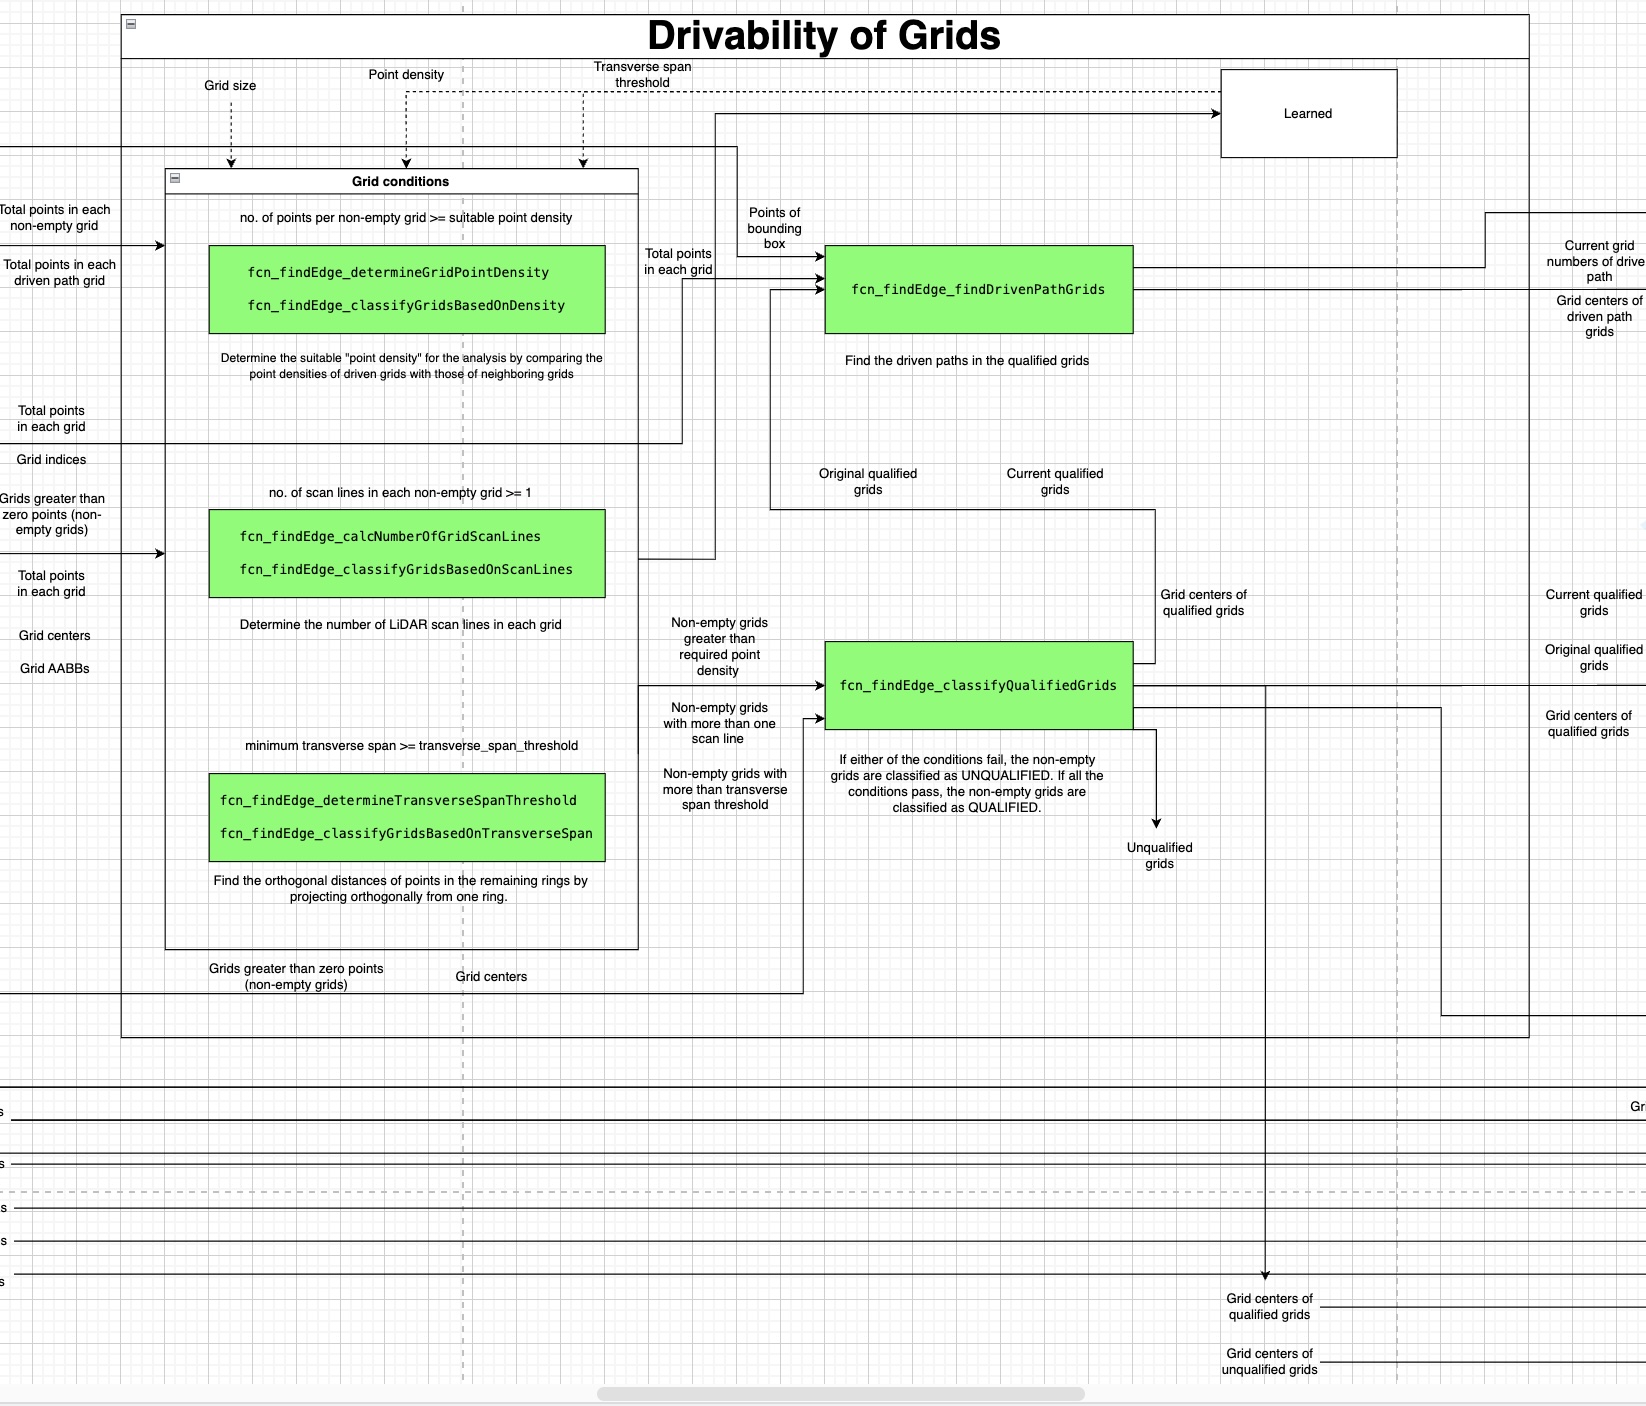 Drivability of Grids
Grid size
Point density
Transverse span
threshold
Learned
Grid conditions
Total points in each
non-empty grid
Total points in each
driven path grid
no. of points per non-empty grid >= suitable point density
fcn_findEdge_determineGridPointDensity
fcn_findEdge_classifyGridsBasedOnDensity
Determine the suitable "point density" for the analysis by comparing the
point densities of driven grids with those of neighboring grids
Total points
in each grid
Points of
bounding
box
fcn_findEdge_findDrivenPathGrids
Find the driven paths in the qualified grids
Current grid
numbers of drive
path
Grid centers of
driven path
grids
Total points
in each grid
Grid indices
Grids greater than
zero points (non-
empty grids)
Total points
in each grid
Grid centers
Grid AABBs
no. of scan lines in each non-empty grid >= 1
fcn_findEdge_calcNumberOfGridScanLines
fcn_findEdge_classifyGridsBasedOnScanLines
Determine the number of LiDAR scan lines in each grid
Original qualified
grids
Current qualified
grids
Grid centers of
qualified grids
Current qualified
grids
Original qualified
grids
Grid centers of
qualified grids
Non-empty grids
greater than
required point
density
Non-empty grids
with more than one
scan line
Non-empty grids with
more than transverse
span threshold
fcn_findEdge_classifyQualifiedGrids
If either of the conditions fail, the non-empty
grids are classified as UNQUALIFIED. If all the
conditions pass, the non-empty grids are
classified as QUALIFIED.
Unqualified
grids
minimum transverse span >= transverse_span_threshold
fcn_findEdge_determineTransverseSpanThreshold
fcn_findEdge_classifyGridsBasedOnTransverseSpan
Find the orthogonal distances of points in the remaining rings by
projecting orthogonally from one ring.
Grids greater than zero points
(non-empty grids)
Grid centers
s
Gr
s
s
s
s
Grid centers of
qualified grids
Grid centers of
unqualified grids